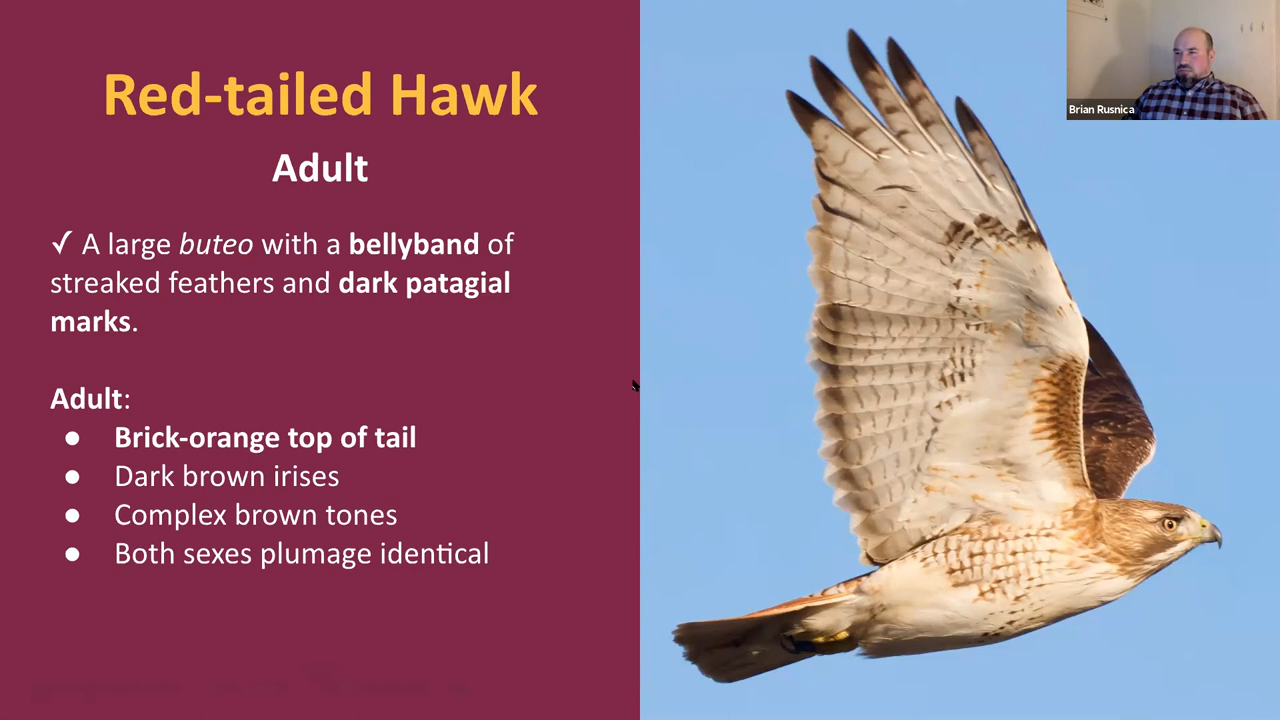 Red-tailed Hawk
Brian Rusnica
Adult
✓ A large buteo with a bellyband of
streaked feathers and dark patagial
marks.
Adult:
● Brick-orange top of tail
● Dark brown irises
● Complex brown tones
● Both sexes plumage identical